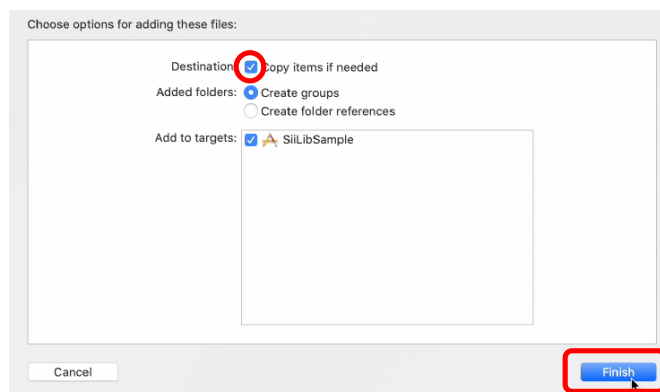 Choose options for adding these files:
Destination: Copy items if needed
Added folders: Create groups
Create folder references
Add to targets: SiiLibSample
Cancel Finish